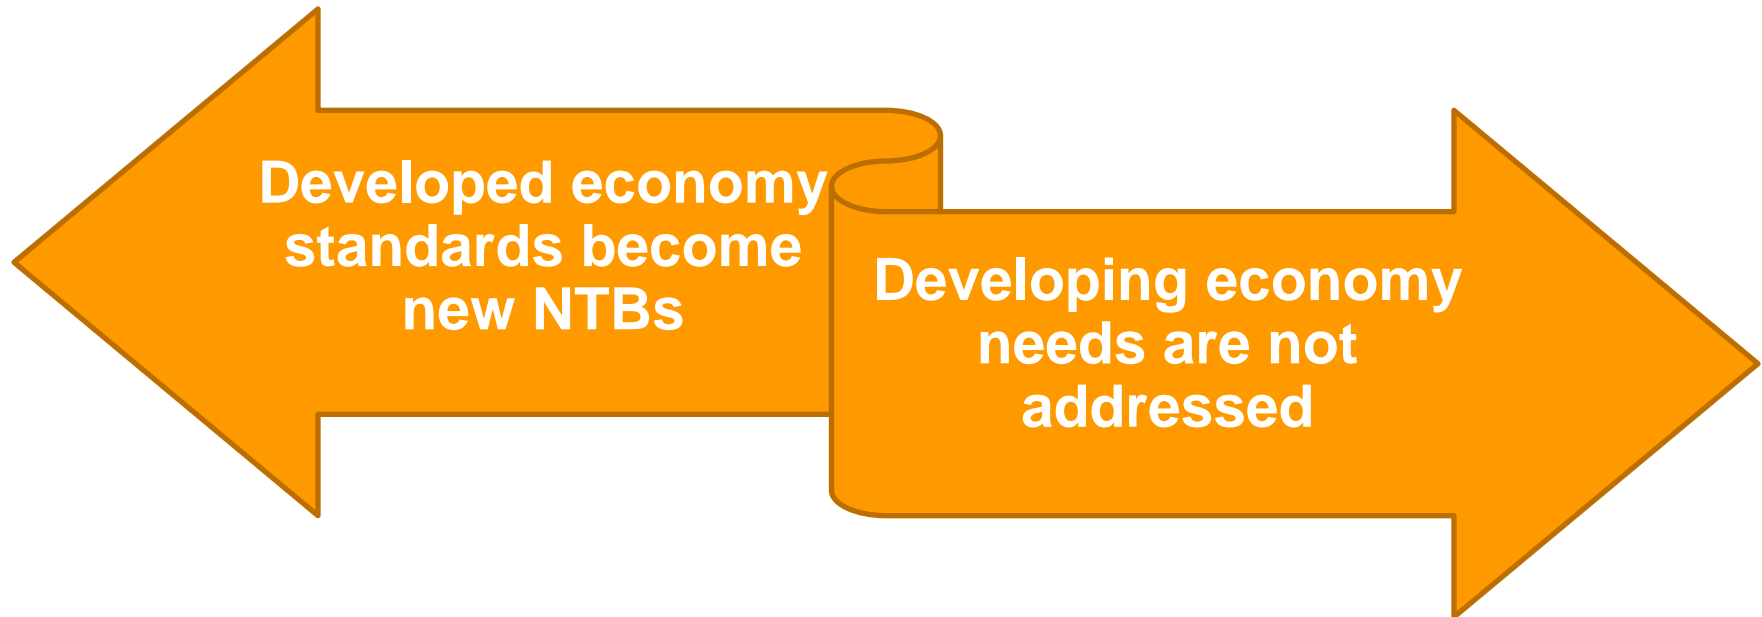 Developed economy
standards become
new NTBs
Developing economy
needs are not
addressed